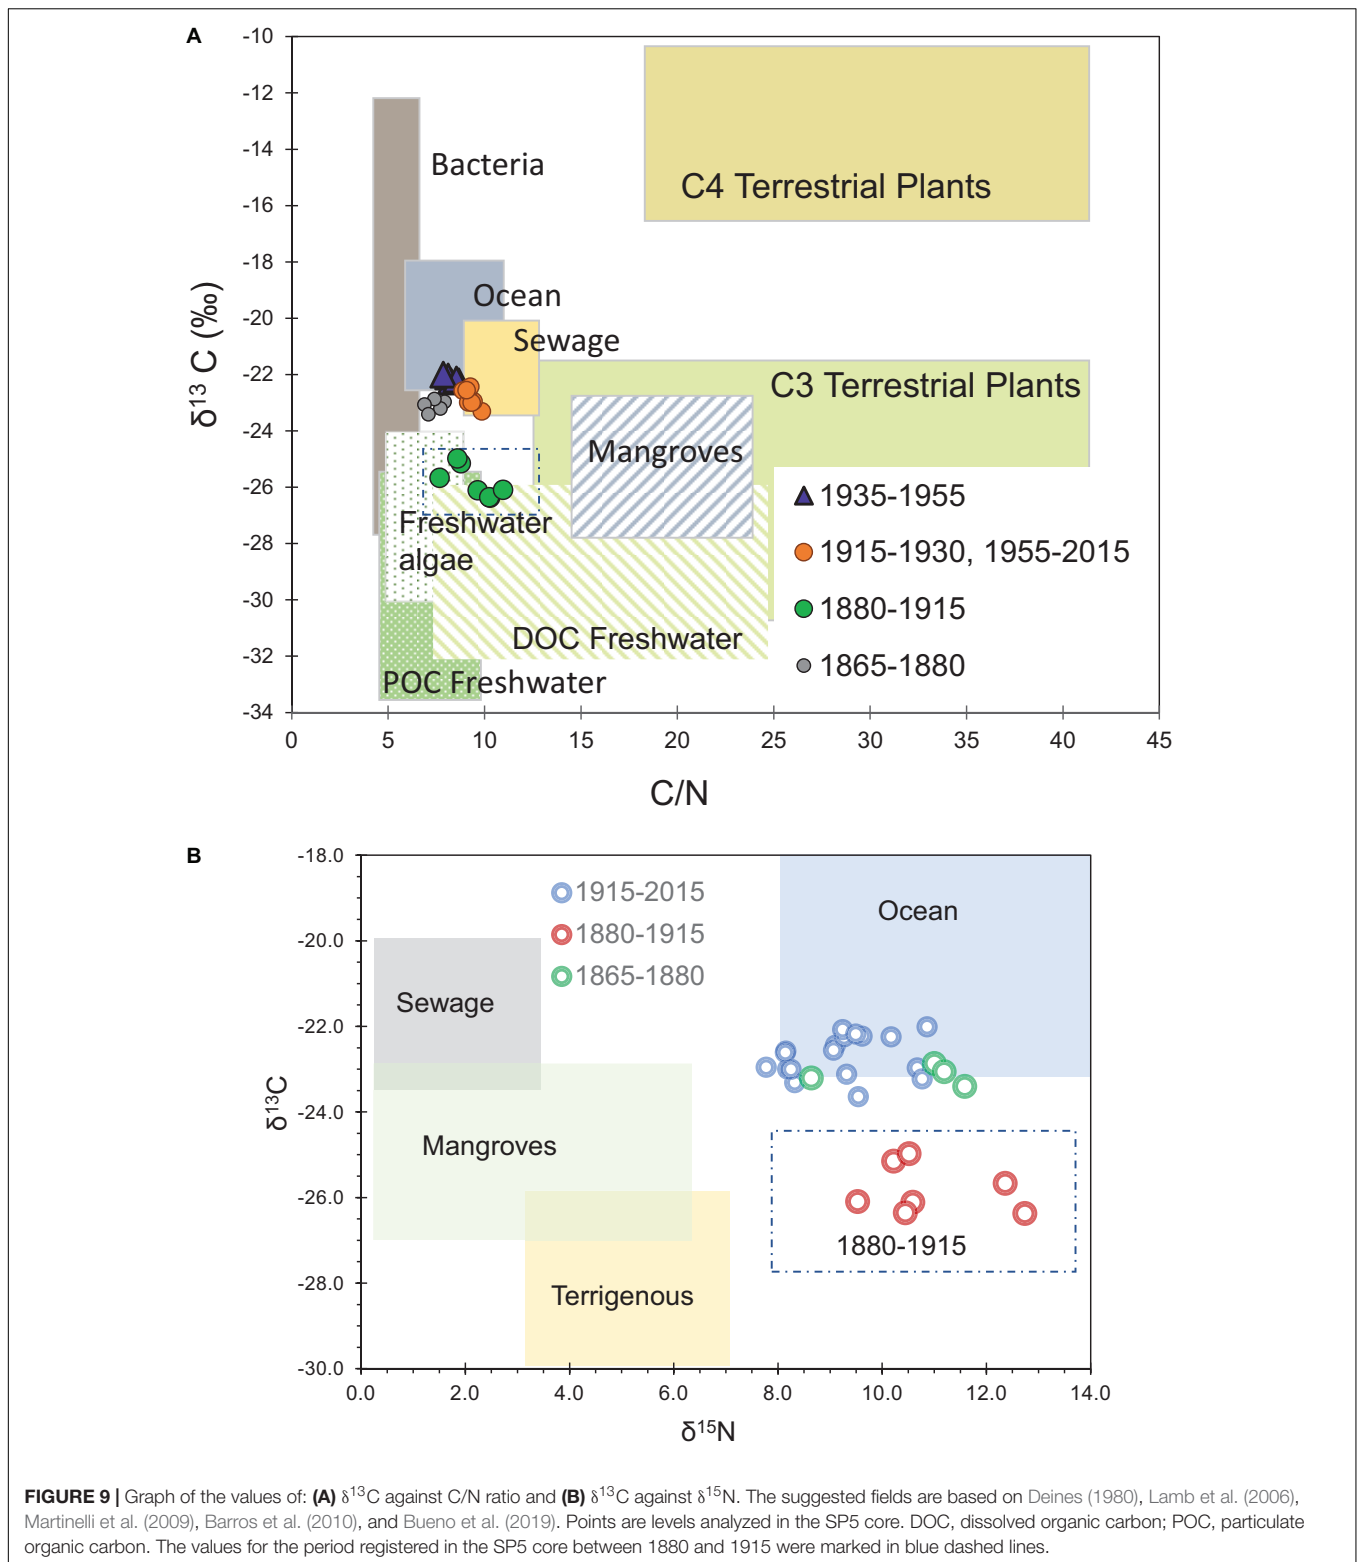 A
-10
-12
-14
-16
-18
-20
-22
-24
-26
-28
-30
-32
-34
δ¹³ C (‰)
Bacteria
C4 Terrestrial Plants
Ocean
Sewage
C3 Terrestrial Plants
Mangroves
Freshwater
algae
DOC Freshwater
POC Freshwater
1935-1955
1915-1930, 1955-2015
1880-1915
1865-1880
0 5 10 15 20 25 30 35 40 45
C/N
B
-18.0
-20.0
-22.0
-24.0
-26.0
-28.0
-30.0
δ¹³C
1915-2015
1880-1915
1865-1880
Ocean
Sewage
Mangroves
Terrigenous
1880-1915
0.0 2.0 4.0 6.0 8.0 10.0 12.0 14.0
δ¹⁵N
FIGURE 9 | Graph of the values of: (A) δ¹³C against C/N ratio and (B) δ¹³C against δ¹⁵N. The suggested fields are based on Deines (1980), Lamb et al. (2006),
Martinelli et al. (2009), Barros et al. (2010), and Bueno et al. (2019). Points are levels analyzed in the SP5 core. DOC, dissolved organic carbon; POC, particulate
organic carbon. The values for the period registered in the SP5 core between 1880 and 1915 were marked in blue dashed lines.